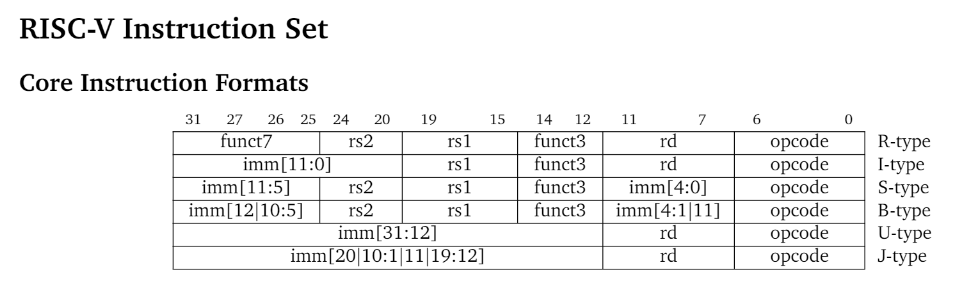 RISC-V Instruction Set
Core Instruction Formats
31 27 26 25 24 20 19 15 14 12 11 7 6 0
funct7 rs2 rs1 funct3 rd opcode R-type
imm[11:0] rs1 funct3 rd opcode I-type
imm[11:5] rs2 rs1 funct3 imm[4:0] opcode S-type
imm[12|10:5] rs2 rs1 funct3 imm[4:1|11] opcode B-type
imm[31:12] rd opcode U-type
imm[20|10:1|11|19:12] rd opcode J-type